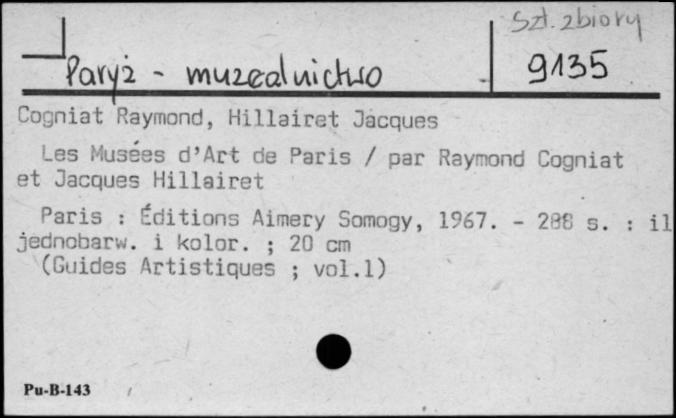 Szt. zbiory
Paryż - muzealnictwo
9135
Cogniat Raymond, Hillairet Jacques
Les Musées d'Art de Paris / par Raymond Cogniat
et Jacques Hillairet
Paris : Éditions Aimery Somogy, 1967. - 288 s. : il
jednobarw. i kolor. ; 20 cm
(Guides Artistiques ; vol.1)
Pu-B-143